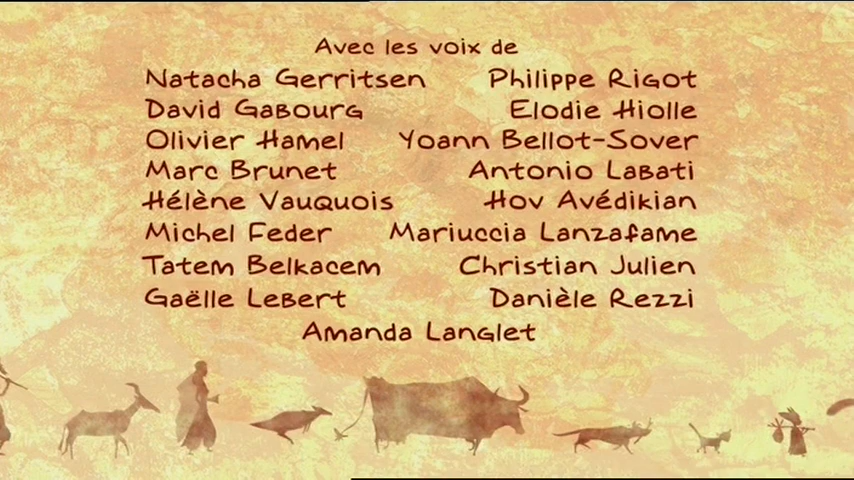 Avec les voix de
Natacha Gerritsen Philippe Rigot
David Gabourg Elodie Hiolle
Olivier Hamel Yoann Bellot-Sover
Marc Brunet Antonio Labati
Hélène Vauquois Hov Avédikian
Michel Feder Mariuccia Lanzafame
Tatem Belkacem Christian Julien
Gaëlle Lebert Danièle Rezzi
Amanda Langlet